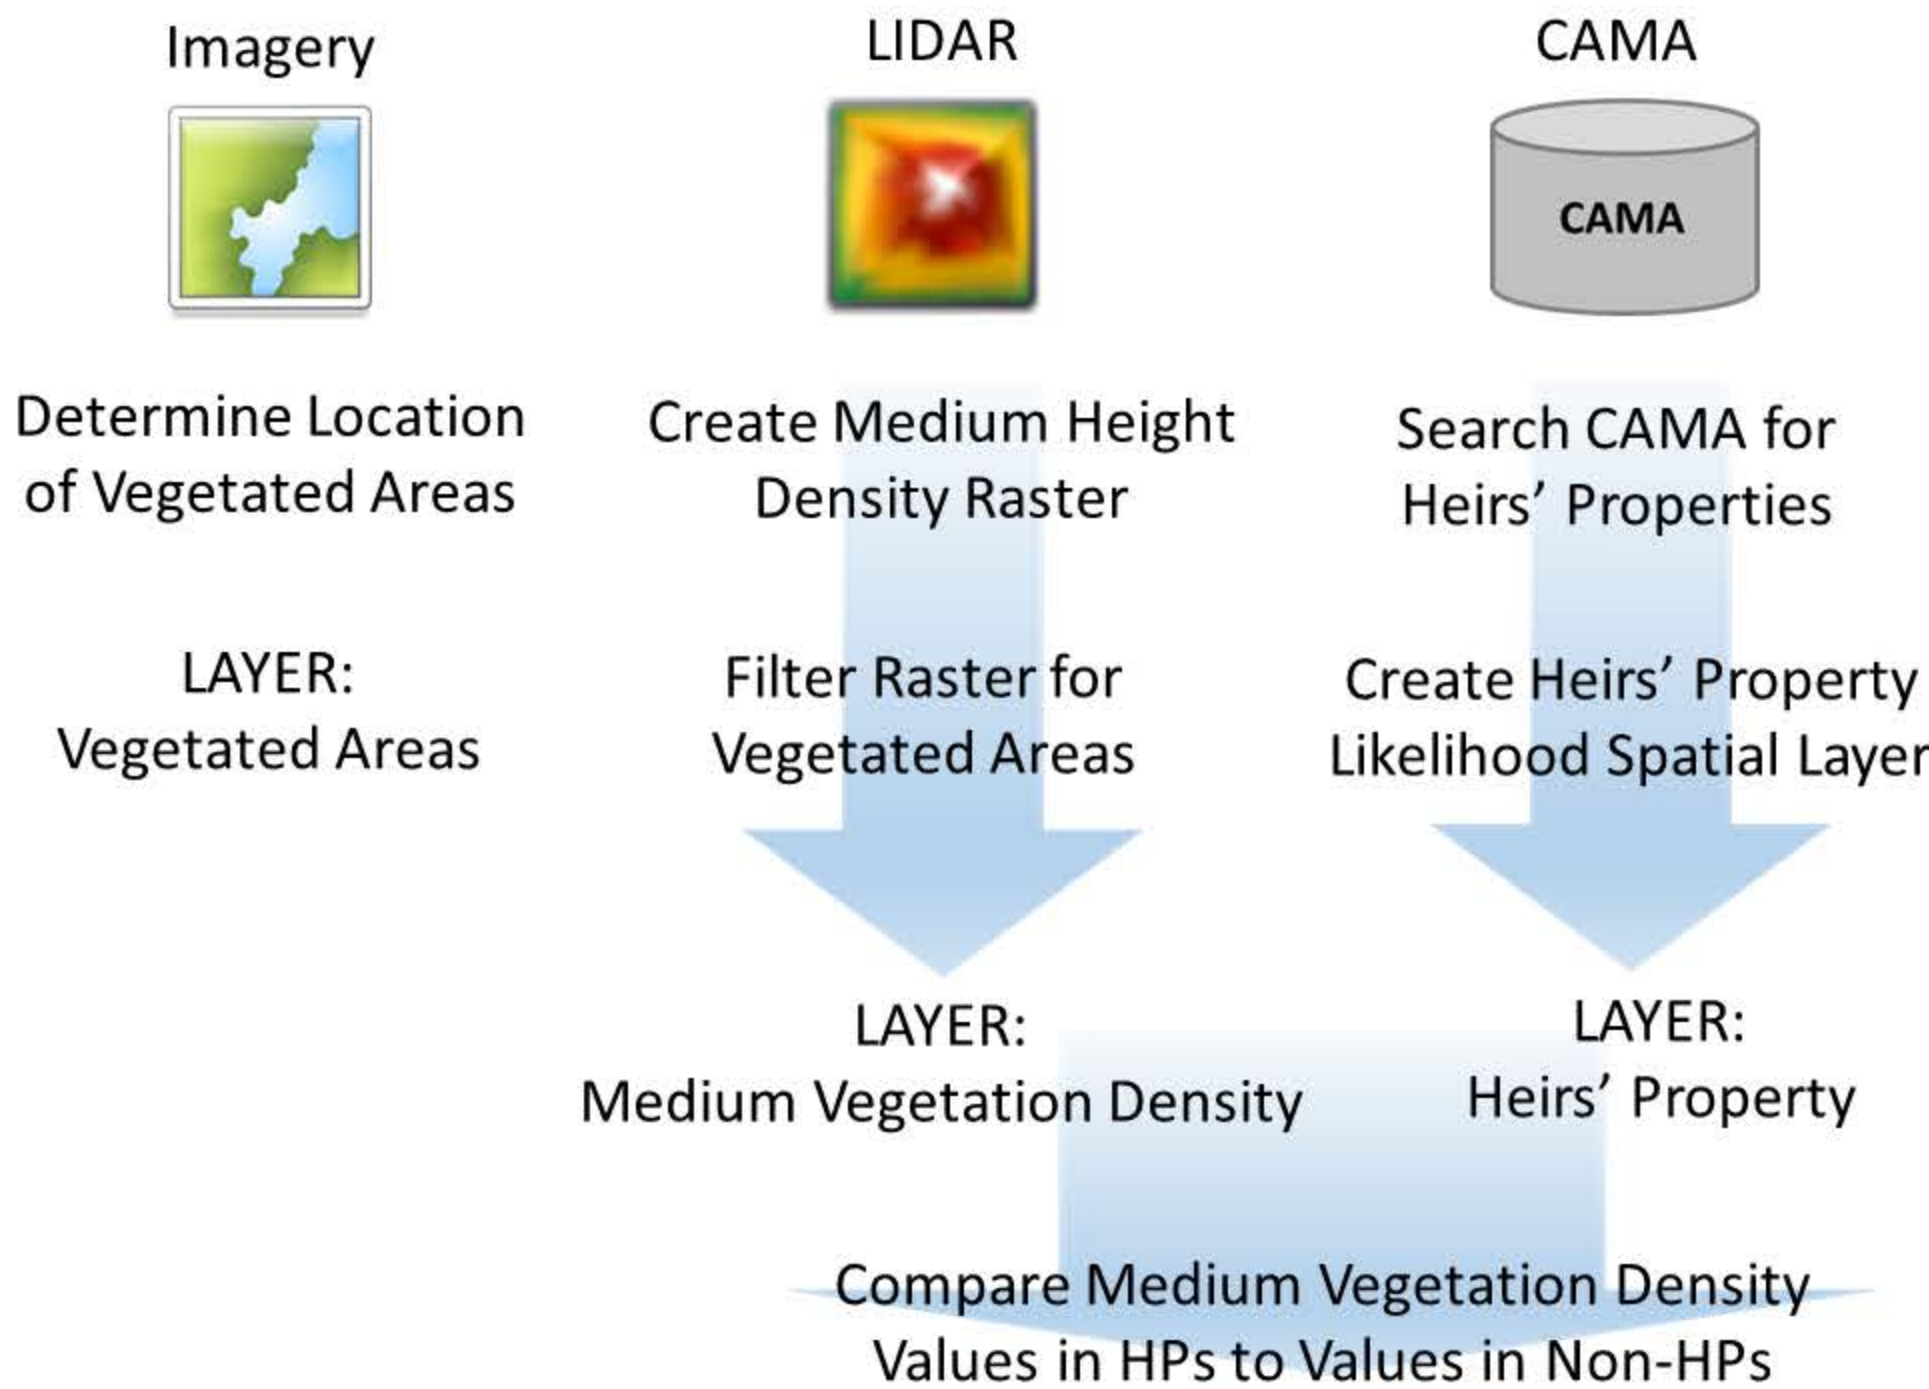 Imagery
Determine Location
of Vegetated Areas
LAYER:
Vegetated Areas
LIDAR
Create Medium Height
Density Raster
Filter Raster for
Vegetated Areas
LAYER:
Medium Vegetation Density
CAMA
CAMA
Search CAMA for
Heirs’ Properties
Create Heirs’ Property
Likelihood Spatial Layer
LAYER:
Heirs’ Property
Compare Medium Vegetation Density
Values in HPs to Values in Non-HPs